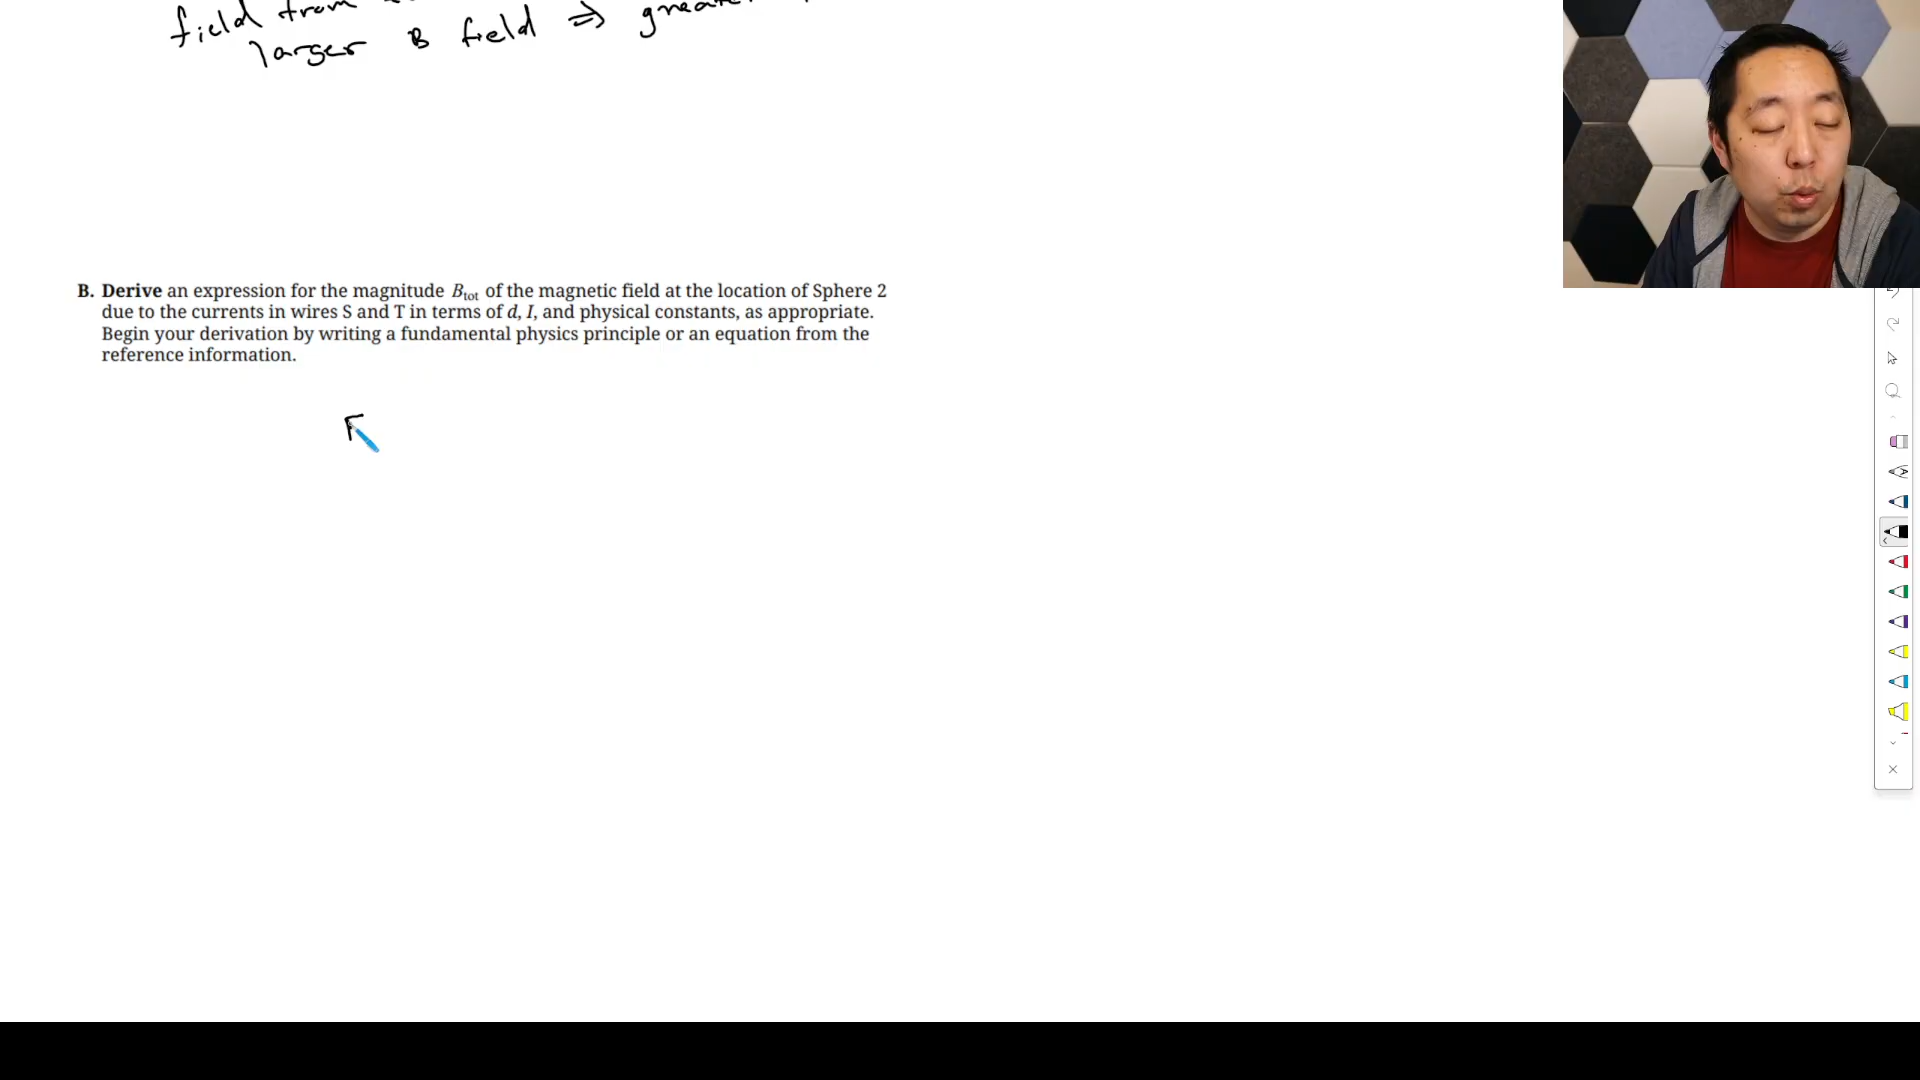 field from
larger B field ⇒ greater
B. Derive an expression for the magnitude Btot of the magnetic field at the location of Sphere 2
due to the currents in wires S and T in terms of d, I, and physical constants, as appropriate.
Begin your derivation by writing a fundamental physics principle or an equation from the
reference information.